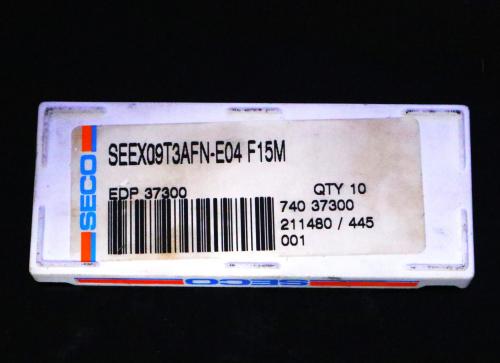 SECO
SEEX09T3AFN-E04 F15M
EDP 37300
QTY 10
740 37300
211480 / 445
001
SECO